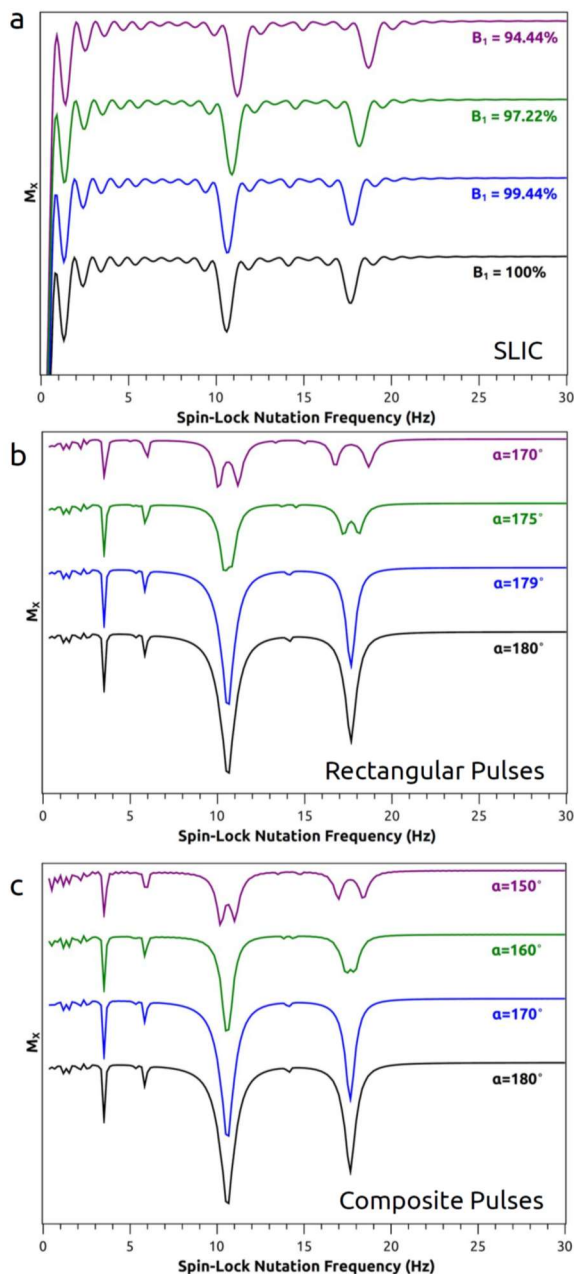 a
B₁ = 94.44%
B₁ = 97.22%
B₁ = 99.44%
B₁ = 100%
SLIC
Mₓ
0 5 10 15 20 25 30
Spin-Lock Nutation Frequency (Hz)
b
α=170°
α=175°
α=179°
α=180°
Rectangular Pulses
Mₓ
0 5 10 15 20 25 30
Spin-Lock Nutation Frequency (Hz)
c
α=150°
α=160°
α=170°
α=180°
Composite Pulses
Mₓ
0 5 10 15 20 25 30
Spin-Lock Nutation Frequency (Hz)